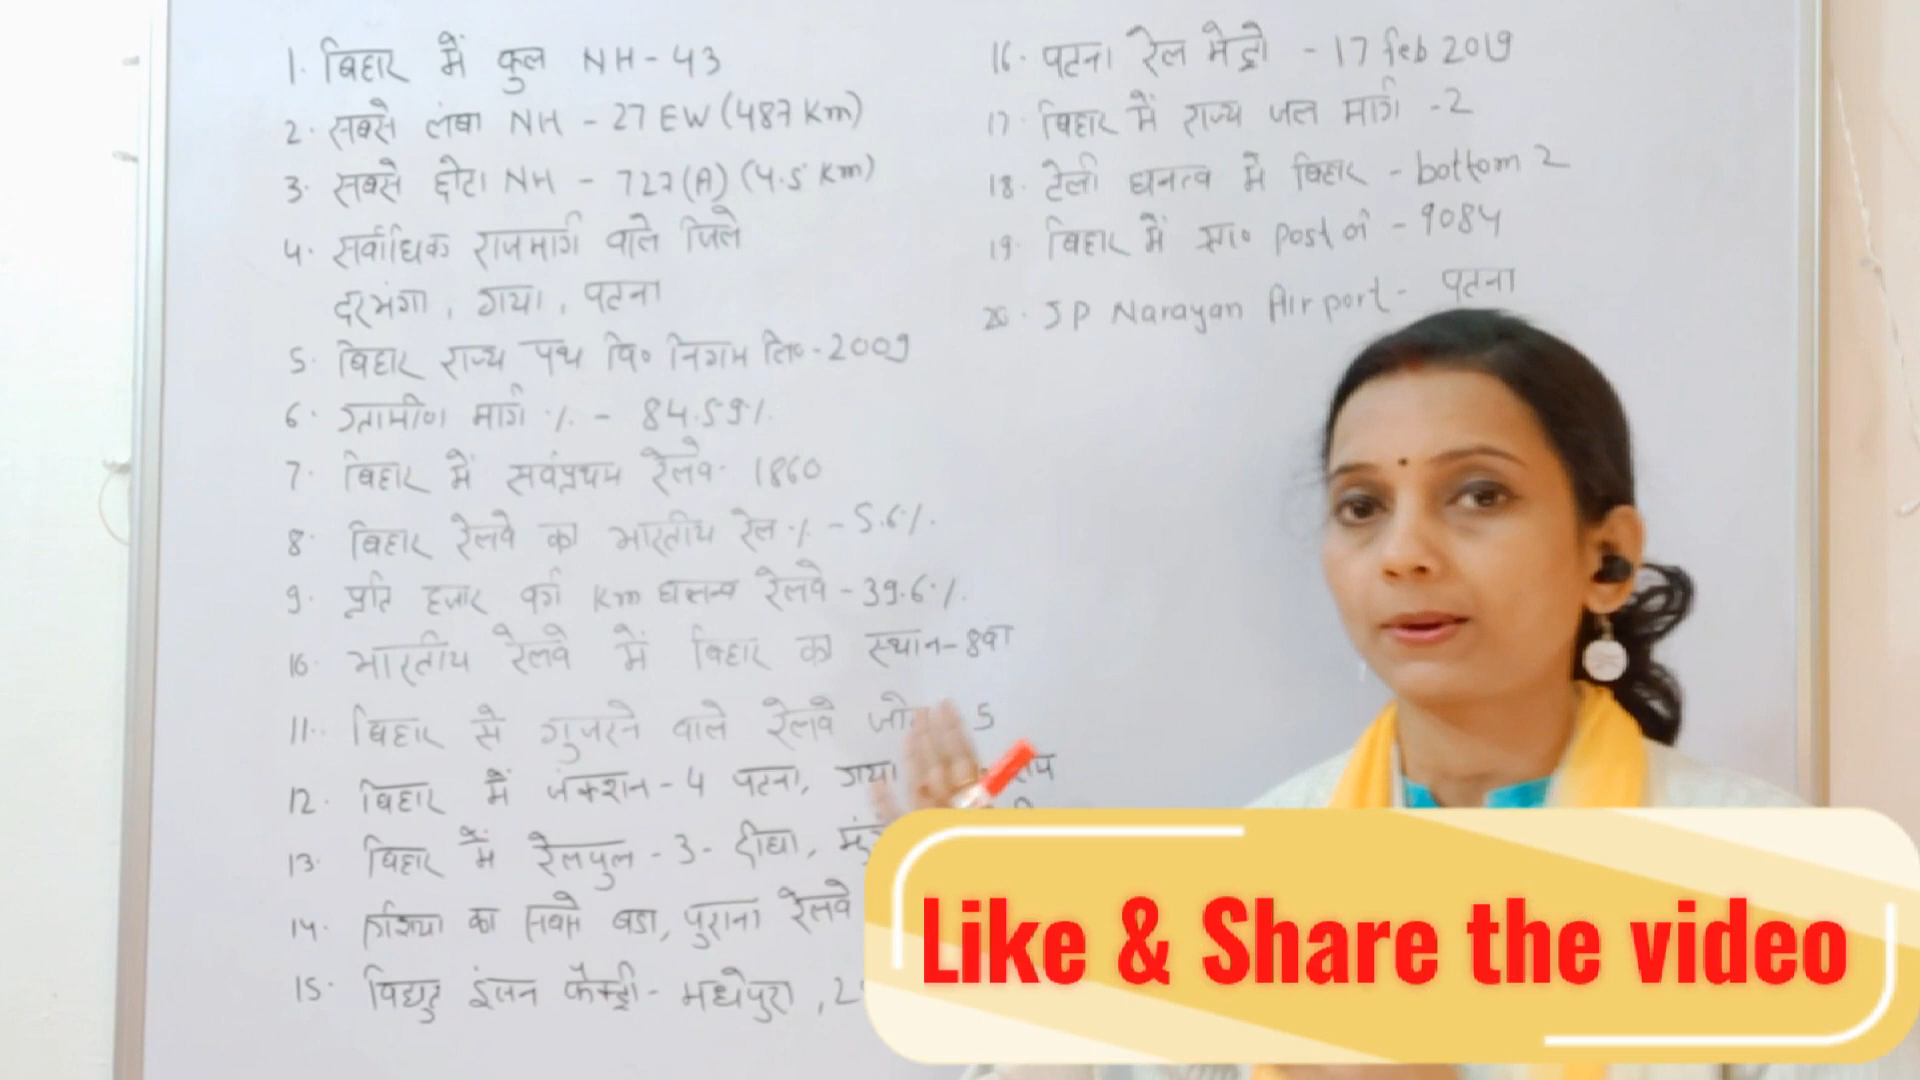 1. बिहार में कुल NH - 43
2. सबसे लंबा NH - 27 EW (487 Km)
3. सबसे छोटा NH - 727(A) (4.5 Km)
4. सर्वाधिक राजमार्ग वाले जिले
दरभंगा, गया, पटना
5. बिहार राज्य पथ वि० निगम लि० - 2009
6. ग्रामीण मार्ग % - 84.59%
7. बिहार में सर्वप्रथम रेलवे - 1860
8. बिहार रेलवे का भारतीय रेल % - 5.6%
9. प्रति हजार वर्ग Km घनत्व रेलवे - 39.6%
10. भारतीय रेलवे में बिहार का स्थान - 8वा
11. बिहार से गुजरने वाले रेलवे 5
12. बिहार में जंक्शन - 4 पटना, गया
13. बिहार में रेलपुल - 3 - दीघा,
14. एशिया का सबसे बडा, पुराना रेलवे
15. विद्युत इंजन फैक्ट्री - मधेपुरा,
16. पटना रेल मेट्रो - 17 feb 2019
17. बिहार में राज्य जल मार्ग - 2
18. टेली घनत्व में बिहार - bottom 2
19. बिहार में सा० post of - 9084
20. JP Narayan Airport - पटना
Like & Share the video